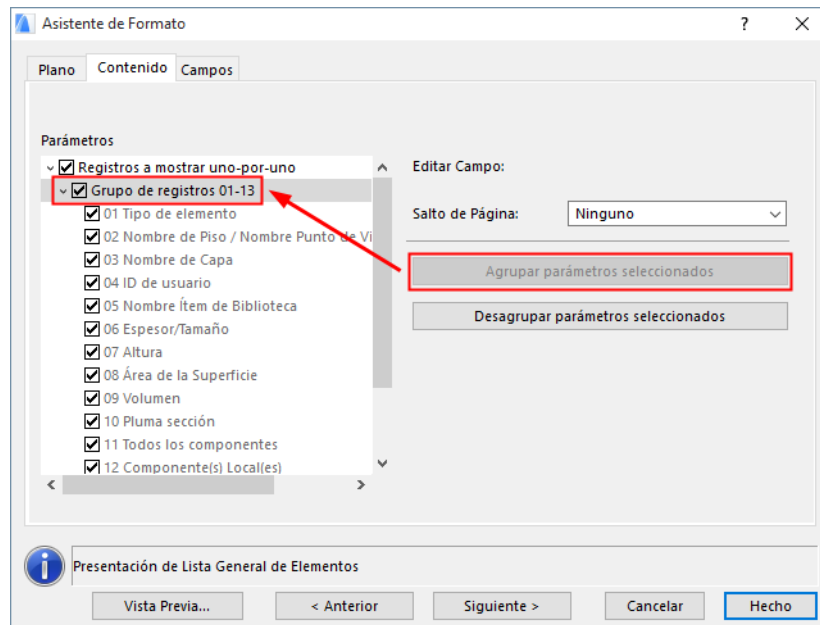 Asistente de Formato
?
Plano Contenido Campos
Parámetros
Registros a mostrar uno-por-uno
Grupo de registros 01-13
01 Tipo de elemento
02 Nombre de Piso / Nombre Punto de Vi
03 Nombre de Capa
04 ID de usuario
05 Nombre Ítem de Biblioteca
06 Espesor/Tamaño
07 Altura
08 Área de la Superficie
09 Volumen
10 Pluma sección
11 Todos los componentes
12 Componente(s) Local(es)
Editar Campo:
Salto de Página: Ninguno
Agrupar parámetros seleccionados
Desagrupar parámetros seleccionados
Presentación de Lista General de Elementos
Vista Previa... < Anterior Siguiente > Cancelar Hecho